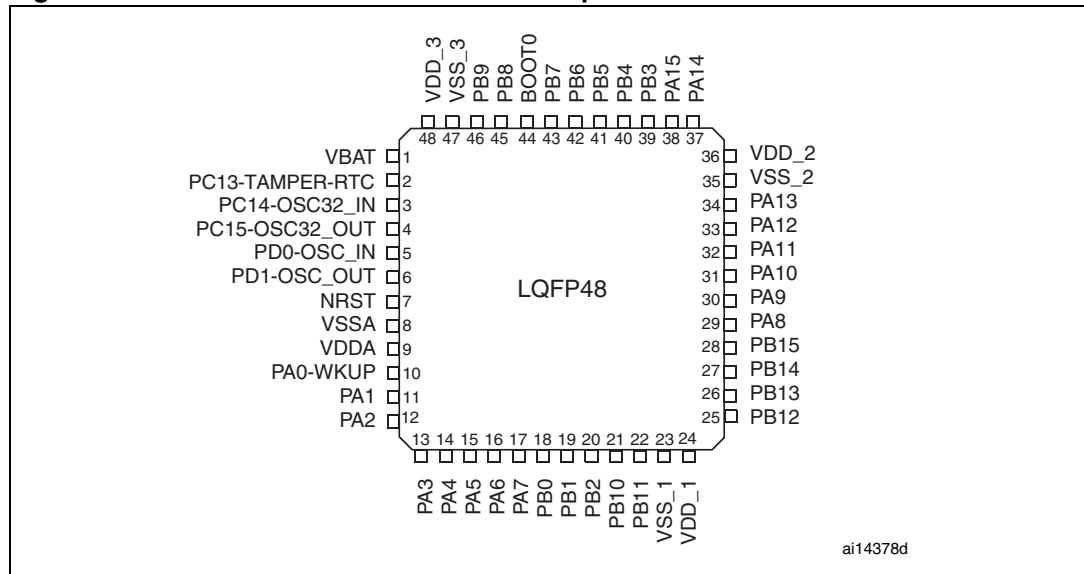 VDD_3
VSS_3
PB9
PB8
BOOT0
PB7
PB6
PB5
PB4
PB3
PA15
PA14
48 47 46 45 44 43 42 41 40 39 38 37
VBAT 1
PC13-TAMPER-RTC 2
PC14-OSC32_IN 3
PC15-OSC32_OUT 4
PD0-OSC_IN 5
PD1-OSC_OUT 6
NRST 7
VSSA 8
VDDA 9
PA0-WKUP 10
PA1 11
PA2 12
LQFP48
36 VDD_2
35 VSS_2
34 PA13
33 PA12
32 PA11
31 PA10
30 PA9
29 PA8
28 PB15
27 PB14
26 PB13
25 PB12
13 14 15 16 17 18 19 20 21 22 23 24
PA3
PA4
PA5
PA6
PA7
PB0
PB1
PB2
PB10
PB11
VSS_1
VDD_1
ai14378d